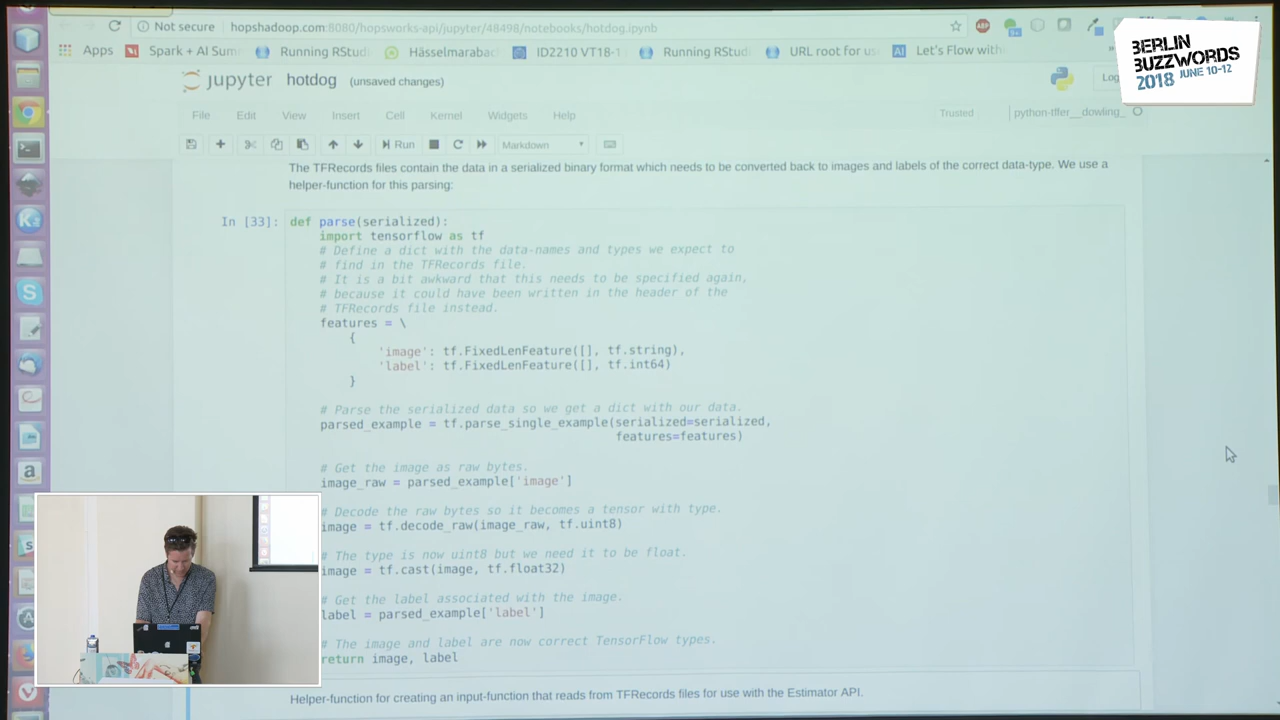 Not secure
hopshadoop.com:8080/hopsworks-api/jupyter/48498/notebooks/hotdog.ipynb
Apps
Spark + AI Sum
Running RStud
Hässelmarabac
ID2210 VT18-1
Running RStud
URL root for us
Let's Flow with
BERLIN
BUZZWORDS
2018 JUNE 10-12
jupyter hotdog (unsaved changes)
Log
File Edit View Insert Cell Kernel Widgets Help
Trusted
python-tffer__dowling_
Run
Markdown
The TFRecords files contain the data in a serialized binary format which needs to be converted back to images and labels of the correct data-type. We use a
helper-function for this parsing:
In [33]: def parse(serialized):
import tensorflow as tf
# Define a dict with the data-names and types we expect to
# find in the TFRecords file.
# It is a bit awkward that this needs to be specified again,
# because it could have been written in the header of the
# TFRecords file instead.
features = \
{
'image': tf.FixedLenFeature([], tf.string),
'label': tf.FixedLenFeature([], tf.int64)
}
# Parse the serialized data so we get a dict with our data.
parsed_example = tf.parse_single_example(serialized=serialized,
features=features)
# Get the image as raw bytes.
image_raw = parsed_example['image']
# Decode the raw bytes so it becomes a tensor with type.
image = tf.decode_raw(image_raw, tf.uint8)
# The type is now uint8 but we need it to be float.
image = tf.cast(image, tf.float32)
# Get the label associated with the image.
label = parsed_example['label']
# The image and label are now correct TensorFlow types.
return image, label
Helper-function for creating an input-function that reads from TFRecords files for use with the Estimator API.